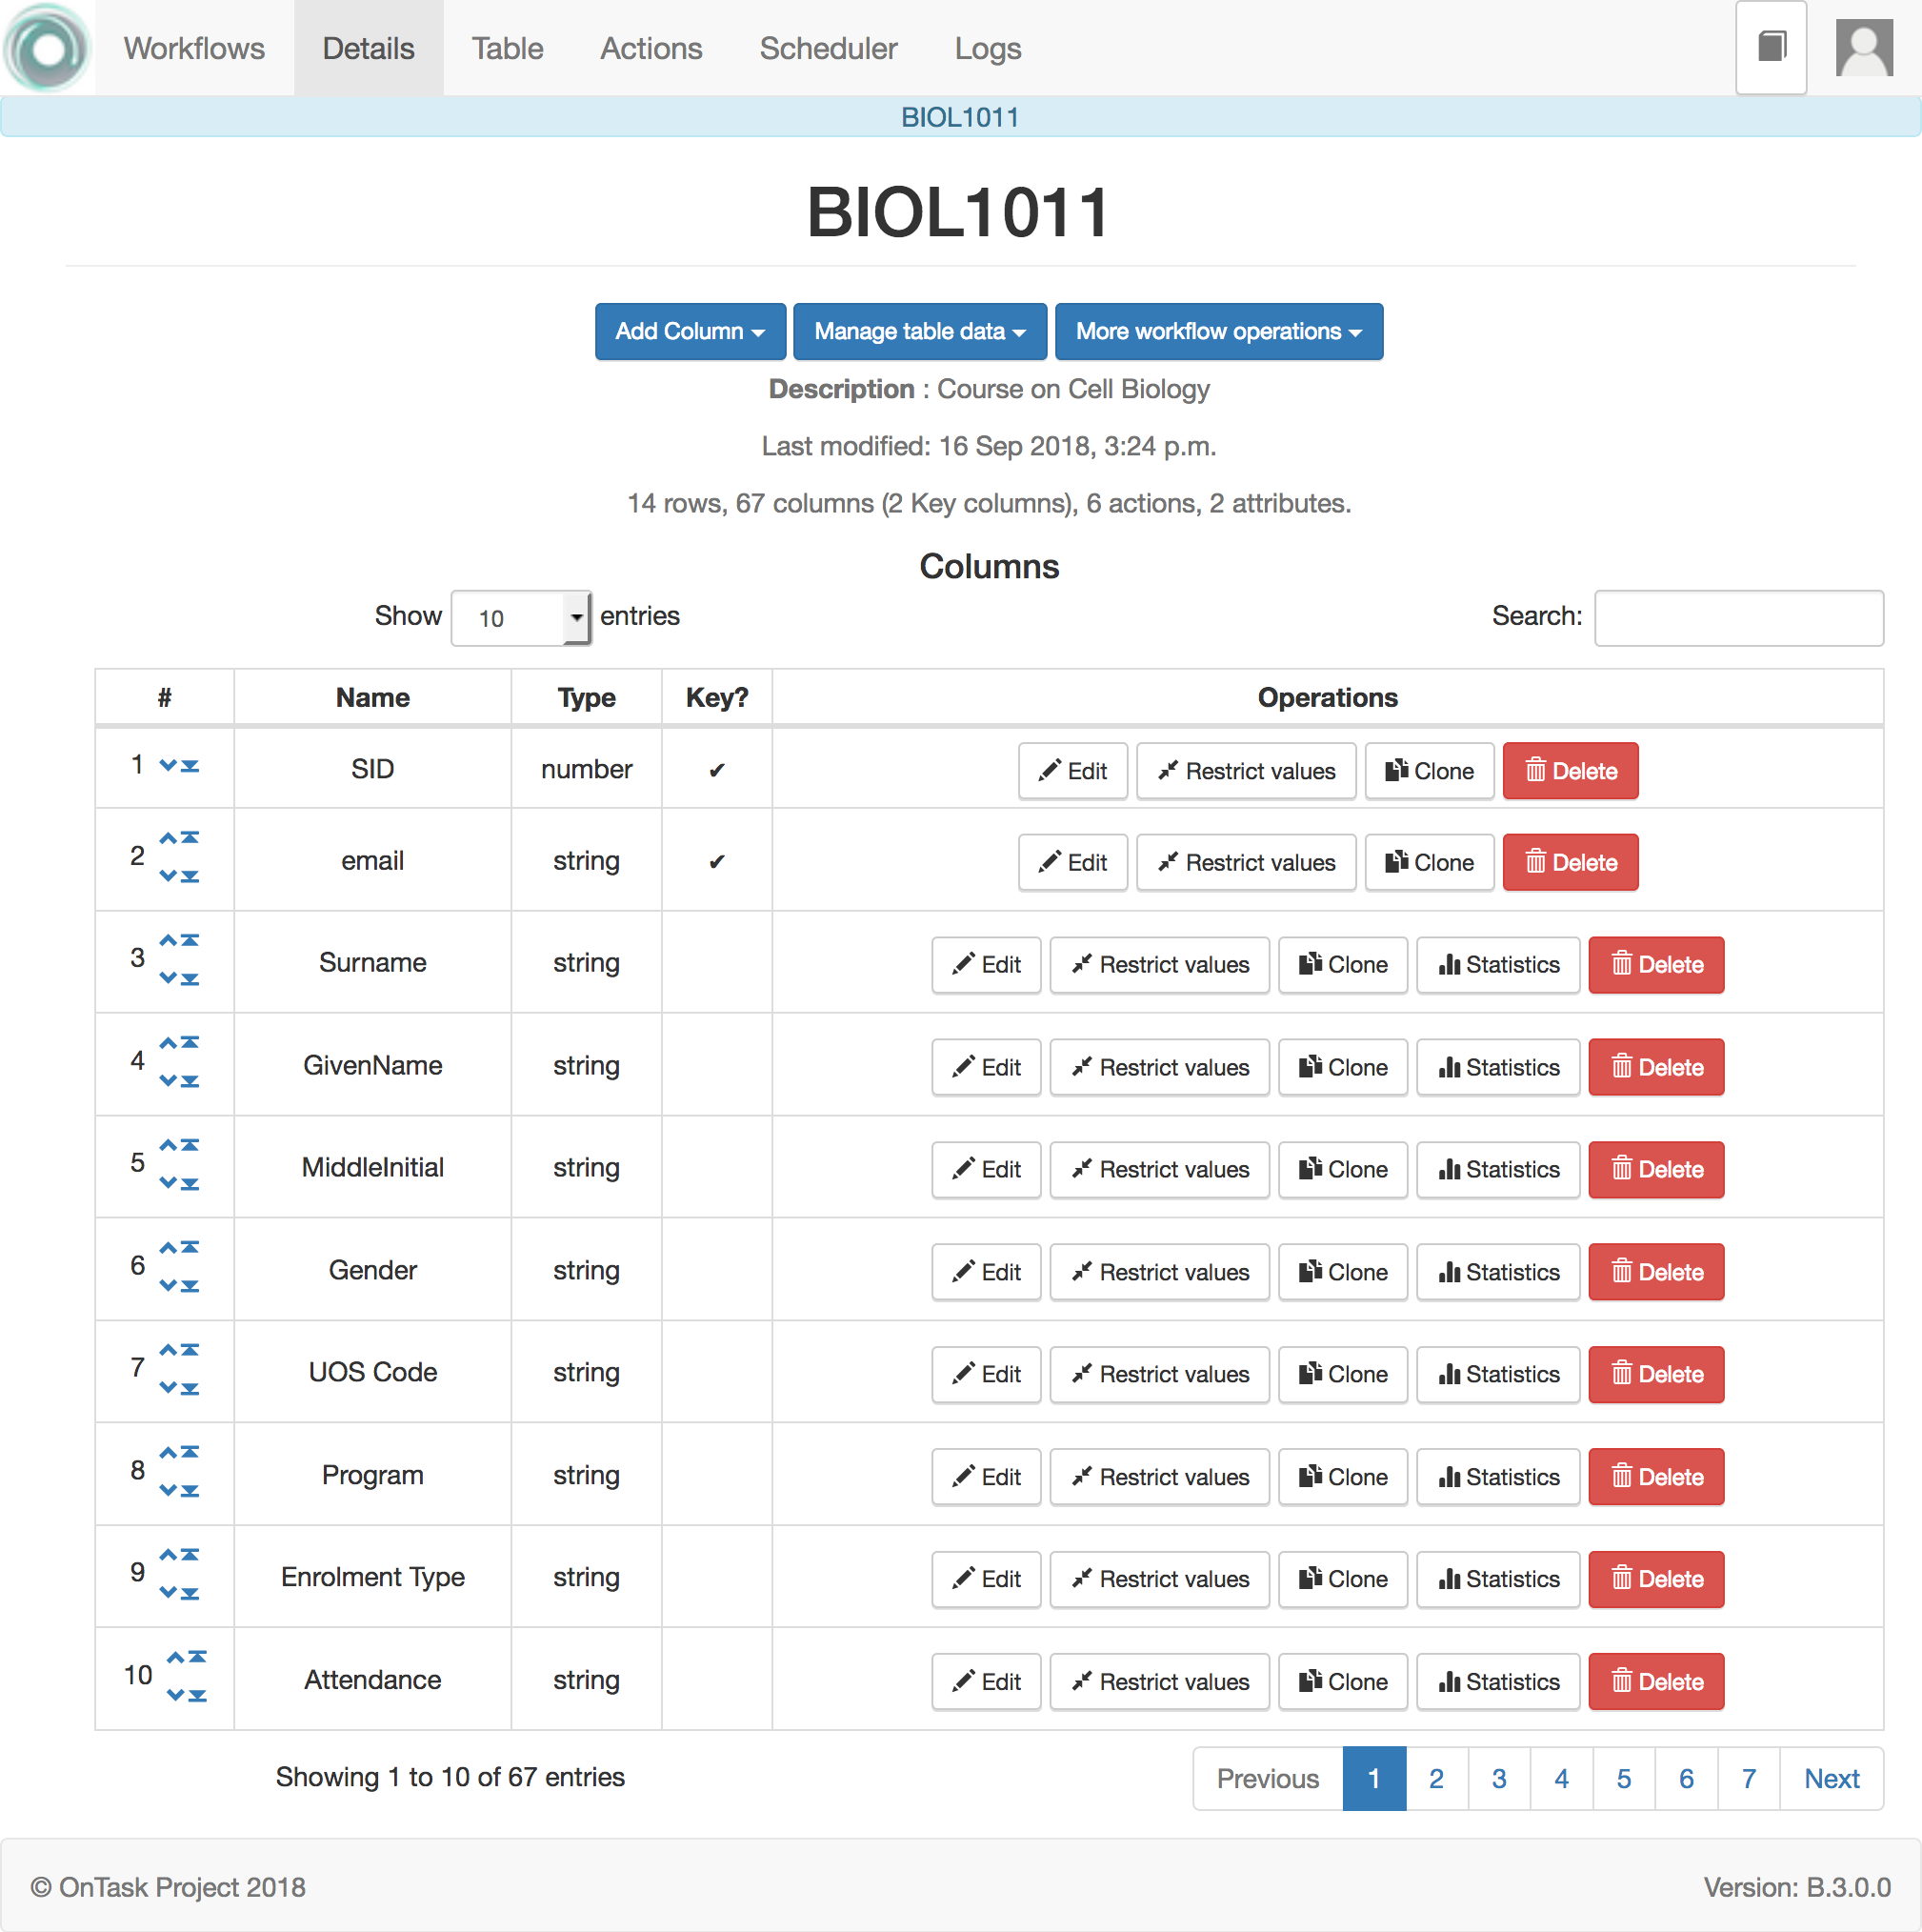 Workflows Details Table Actions Scheduler Logs
BIOL1011
BIOL1011
Add Column Manage table data More workflow operations
Description : Course on Cell Biology
Last modified: 16 Sep 2018, 3:24 p.m.
14 rows, 67 columns (2 Key columns), 6 actions, 2 attributes.
Columns
Show 10 entries Search:
# Name Type Key? Operations
1 SID number ✔ Edit Restrict values Clone Delete
2 email string ✔ Edit Restrict values Clone Delete
3 Surname string Edit Restrict values Clone Statistics Delete
4 GivenName string Edit Restrict values Clone Statistics Delete
5 MiddleInitial string Edit Restrict values Clone Statistics Delete
6 Gender string Edit Restrict values Clone Statistics Delete
7 UOS Code string Edit Restrict values Clone Statistics Delete
8 Program string Edit Restrict values Clone Statistics Delete
9 Enrolment Type string Edit Restrict values Clone Statistics Delete
10 Attendance string Edit Restrict values Clone Statistics Delete
Showing 1 to 10 of 67 entries Previous 1 2 3 4 5 6 7 Next
© OnTask Project 2018 Version: B.3.0.0